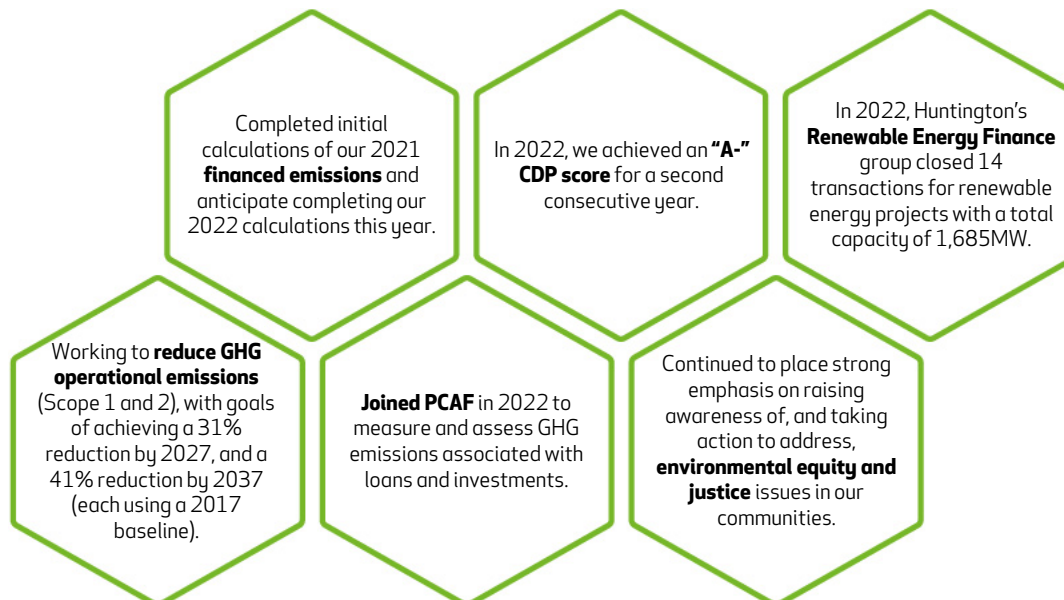 Completed initial
calculations of our 2021
financed emissions and
anticipate completing our
2022 calculations this year.
In 2022, we achieved an “A-”
CDP score for a second
consecutive year.
In 2022, Huntington’s
Renewable Energy Finance
group closed 14
transactions for renewable
energy projects with a total
capacity of 1,685MW.
Working to reduce GHG
operational emissions
(Scope 1 and 2), with goals
of achieving a 31%
reduction by 2027, and a
41% reduction by 2037
(each using a 2017
baseline).
Joined PCAF in 2022 to
measure and assess GHG
emissions associated with
loans and investments.
Continued to place strong
emphasis on raising
awareness of, and taking
action to address,
environmental equity and
justice issues in our
communities.